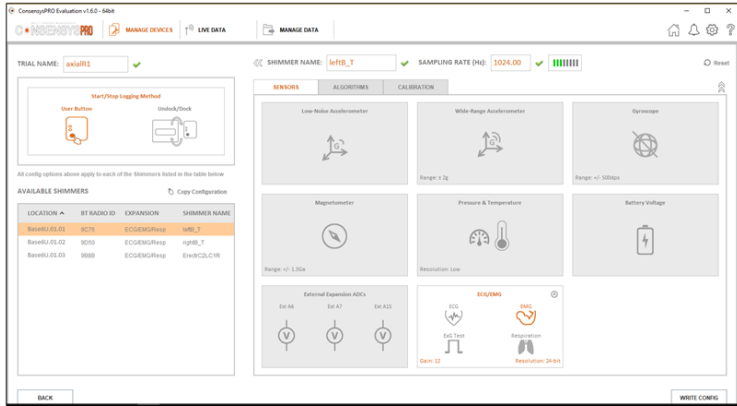 ConsensysPRO Evaluation v1.6.0 - 64bit
CONSENSYSPRO
MANAGE DEVICES
LIVE DATA
MANAGE DATA
TRIAL NAME: axialR1
SHIMMER NAME: leftB_T
SAMPLING RATE (Hz): 1024.00
Reset
Start/Stop Logging Method
User Button
Undock/Dock
All config options above apply to each of the Shimmers listed in the table below
AVAILABLE SHIMMERS
Copy Configuration
LOCATION BT RADIO ID EXPANSION SHIMMER NAME
Base6U.01.01 9C76 ECG/EMG/Resp leftB_T
Base6U.01.02 9D50 ECG/EMG/Resp rightB_T
Base6U.01.03 ECG/EMG/Resp
SENSORS
ALGORITHMS
CALIBRATION
Low-Noise Accelerometer
Wide-Range Accelerometer
Range: ± 2g
Gyroscope
Range: +/- 500dps
Magnetometer
Range: +/- 1.3Ga
Pressure & Temperature
Resolution: Low
Battery Voltage
External Expansion ADCs
Ext A6
Ext A7
Ext A15
ECG/EMG
ECG
EMG
ExG Test
Respiration
Gain: 12
Resolution: 24-bit
BACK
WRITE CONFIG